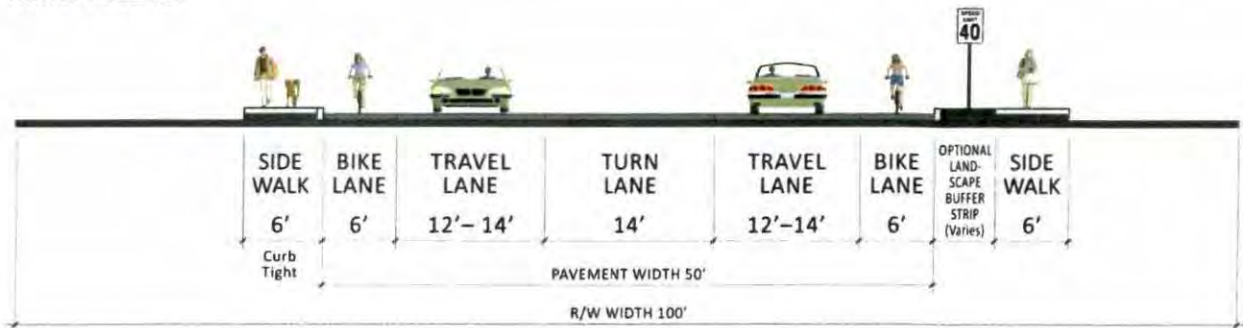 SPEED
LIMIT
40
SIDE
WALK
6'
Curb
Tight
BIKE
LANE
6'
TRAVEL
LANE
12'– 14'
TURN
LANE
14'
TRAVEL
LANE
12'–14'
BIKE
LANE
6'
OPTIONAL
LAND-
SCAPE
BUFFER
STRIP
(Varies)
SIDE
WALK
6'
PAVEMENT WIDTH 50'
R/W WIDTH 100'